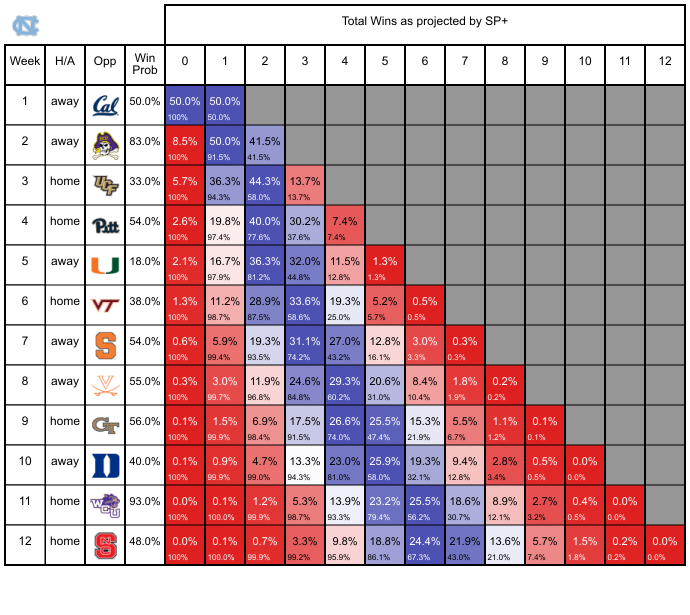 Total Wins as projected by SP+
Week H/A Opp Win Prob 0 1 2 3 4 5 6 7 8 9 10 11 12
1 away Cal 50.0% 50.0% 50.0%
100% 50.0%
2 away 83.0% 8.5% 50.0% 41.5%
100% 91.5% 41.5%
3 home UCF 33.0% 5.7% 36.3% 44.3% 13.7%
100% 94.3% 58.0% 13.7%
4 home Pitt 54.0% 2.6% 19.8% 40.0% 30.2% 7.4%
100% 97.4% 77.6% 37.6% 7.4%
5 away U 18.0% 2.1% 16.7% 36.3% 32.0% 11.5% 1.3%
100% 97.9% 81.2% 44.8% 12.8% 1.3%
6 home VT 38.0% 1.3% 11.2% 28.9% 33.6% 19.3% 5.2% 0.5%
100% 98.7% 87.5% 58.6% 25.0% 5.7% 0.5%
7 away S 54.0% 0.6% 5.9% 19.3% 31.1% 27.0% 12.8% 3.0% 0.3%
100% 99.4% 93.5% 74.2% 43.2% 16.1% 3.3% 0.3%
8 away V 55.0% 0.3% 3.0% 11.9% 24.6% 29.3% 20.6% 8.4% 1.8% 0.2%
100% 99.7% 96.8% 84.8% 60.2% 31.0% 10.4% 1.9% 0.2%
9 home GT 56.0% 0.1% 1.5% 6.9% 17.5% 26.6% 25.5% 15.3% 5.5% 1.1% 0.1%
100% 99.9% 98.4% 91.5% 74.0% 47.4% 21.9% 6.7% 1.2% 0.1%
10 away D 40.0% 0.1% 0.9% 4.7% 13.3% 23.0% 25.9% 19.3% 9.4% 2.8% 0.5% 0.0%
100% 99.9% 99.0% 94.3% 81.0% 58.0% 32.1% 12.8% 3.4% 0.5% 0.0%
11 home WCU 93.0% 0.0% 0.1% 1.2% 5.3% 13.9% 23.2% 25.5% 18.6% 8.9% 2.7% 0.4% 0.0%
100% 100.0% 99.9% 98.7% 93.3% 79.4% 56.2% 30.7% 12.1% 3.2% 0.5% 0.0%
12 home S 48.0% 0.0% 0.1% 0.7% 3.3% 9.8% 18.8% 24.4% 21.9% 13.6% 5.7% 1.5% 0.2% 0.0%
100% 100.0% 99.9% 99.2% 95.9% 86.1% 67.3% 43.0% 21.0% 7.4% 1.8% 0.2% 0.0%